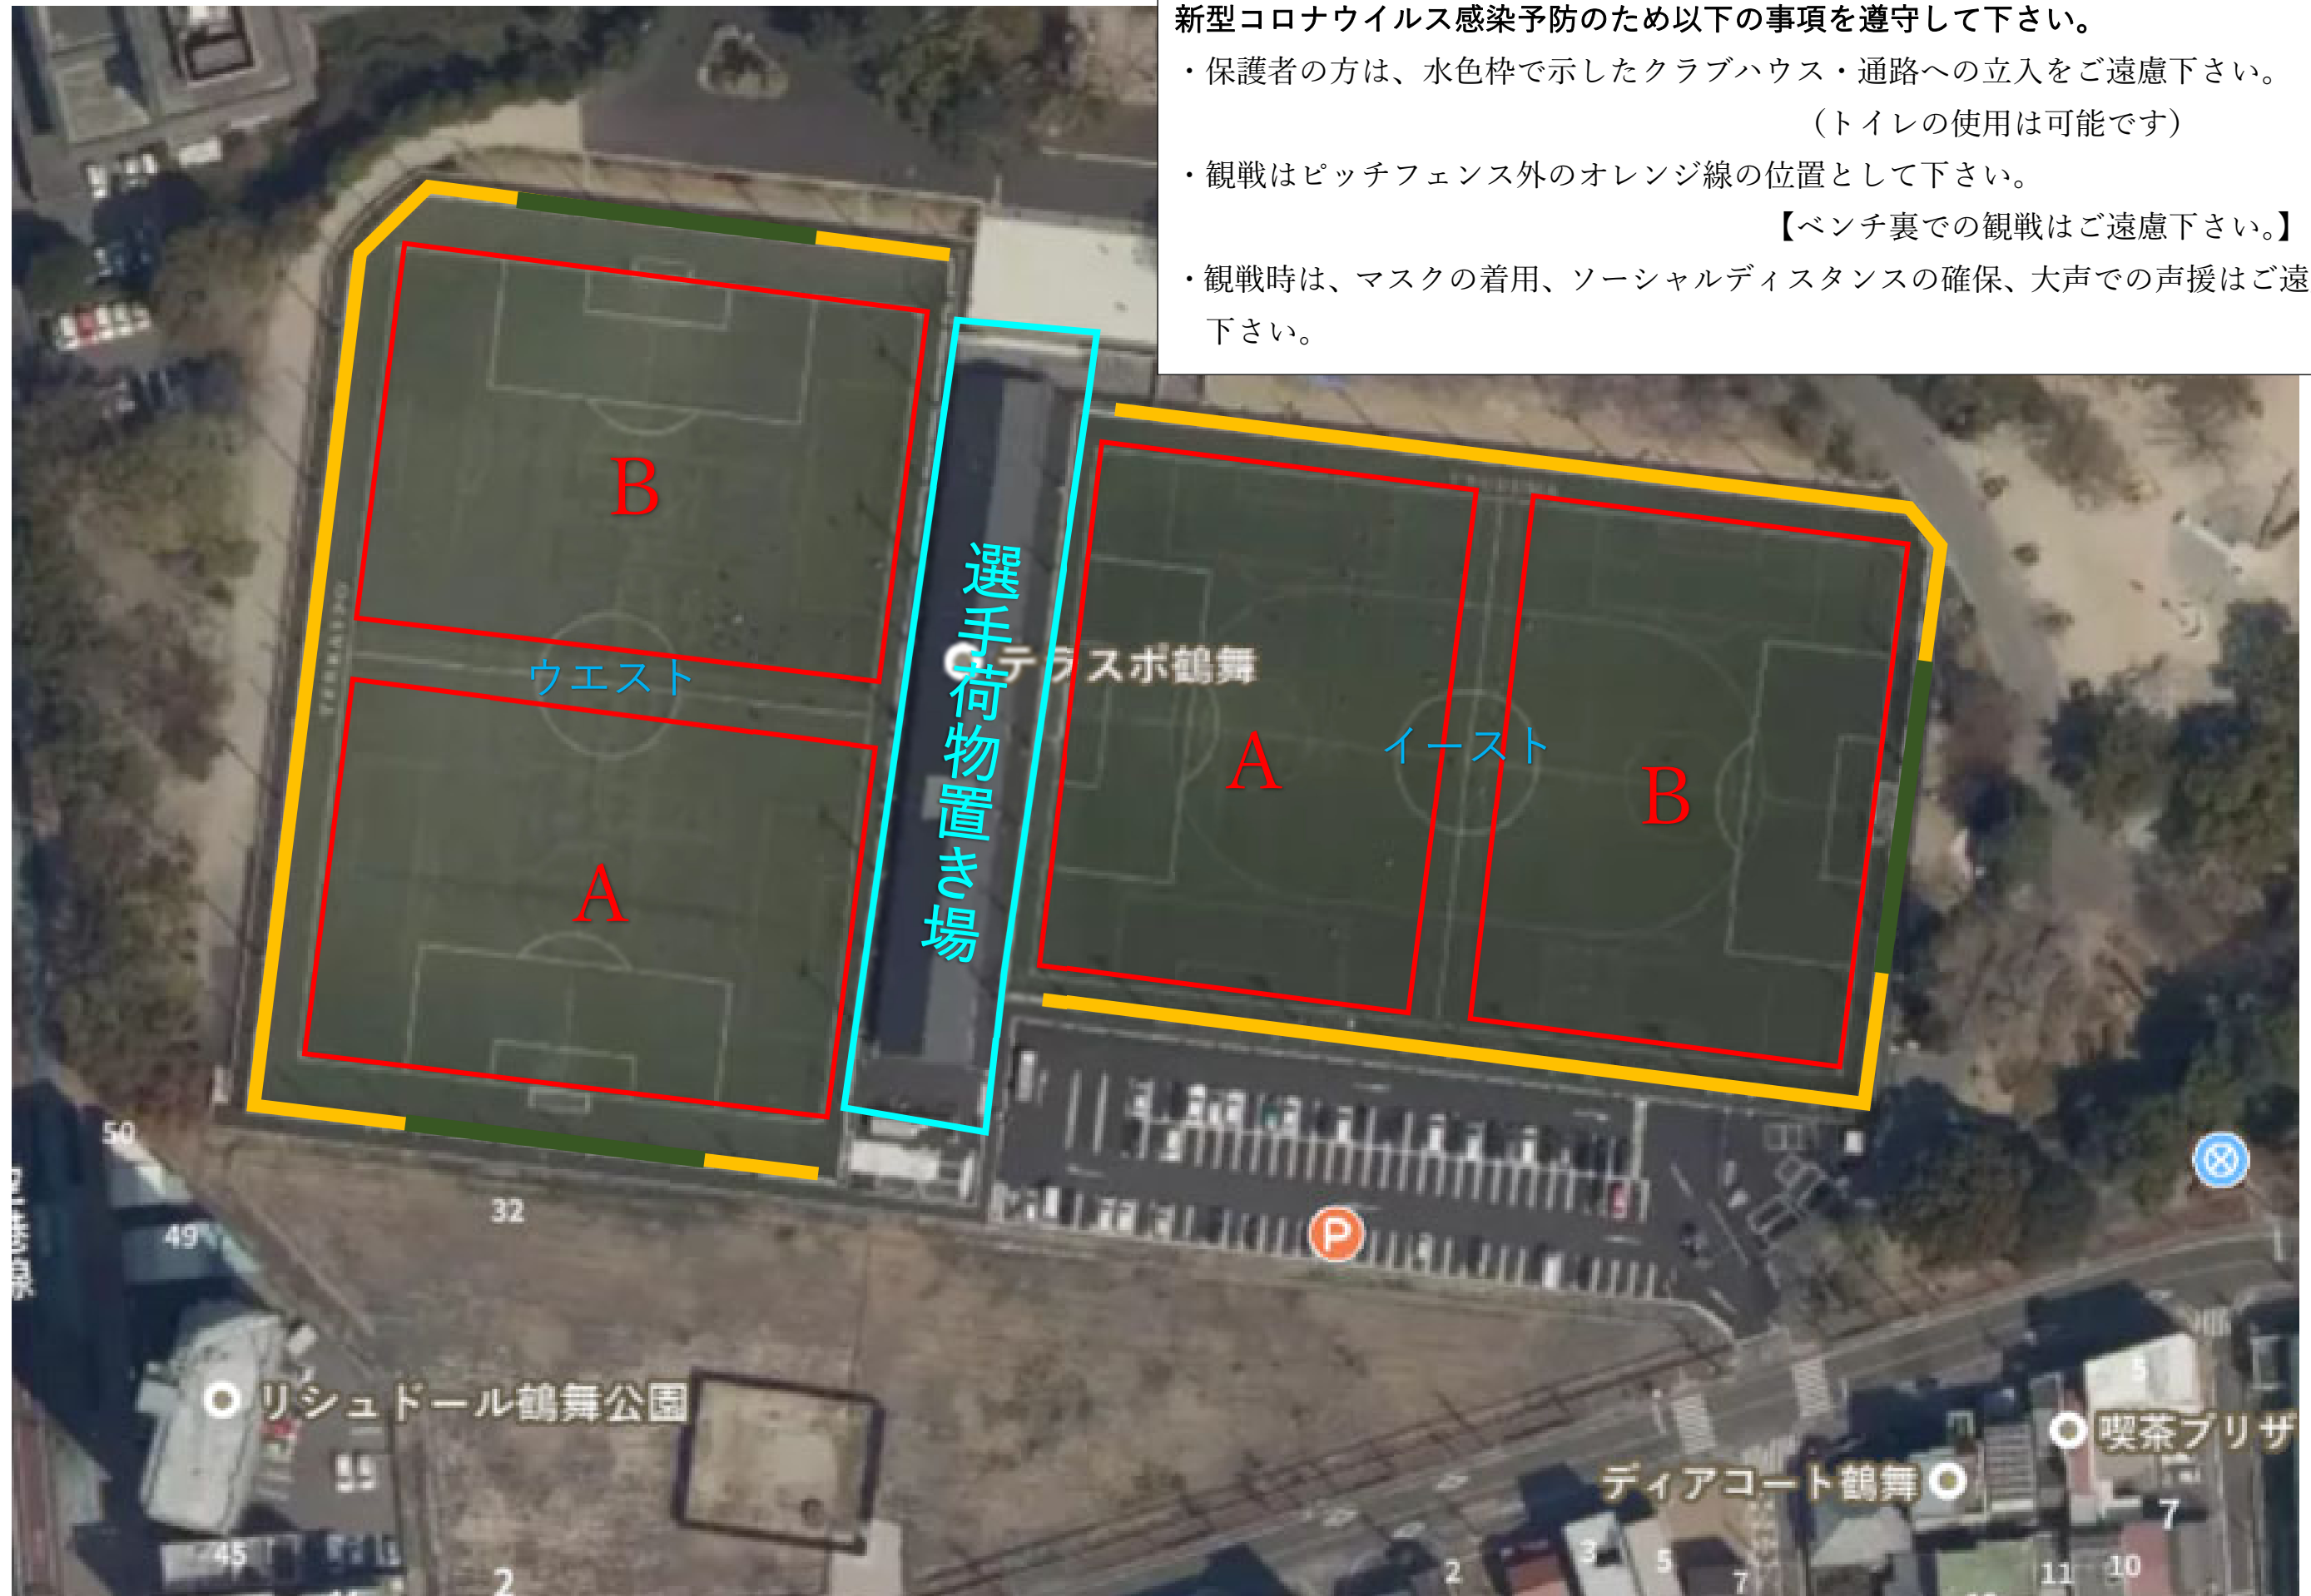 新型コロナウイルス感染予防のため以下の事項を遵守して下さい。
・保護者の方は、水色枠で示したクラブハウス・通路への立入をご遠慮下さい。
（トイレの使用は可能です）
・観戦はピッチフェンス外のオレンジ線の位置として下さい。
【ベンチ裏での観戦はご遠慮下さい。】
・観戦時は、マスクの着用、ソーシャルディスタンスの確保、大声での声援はご遠
下さい。
B
選手荷物置き場
テラスポ鶴舞
ウエスト
イースト
A
B
A
TERASPO
50
32
49
P
リシュドール鶴舞公園
喫茶ブリザ
ディアコート鶴舞
5
7
45
2
2
3
5
7
11
10